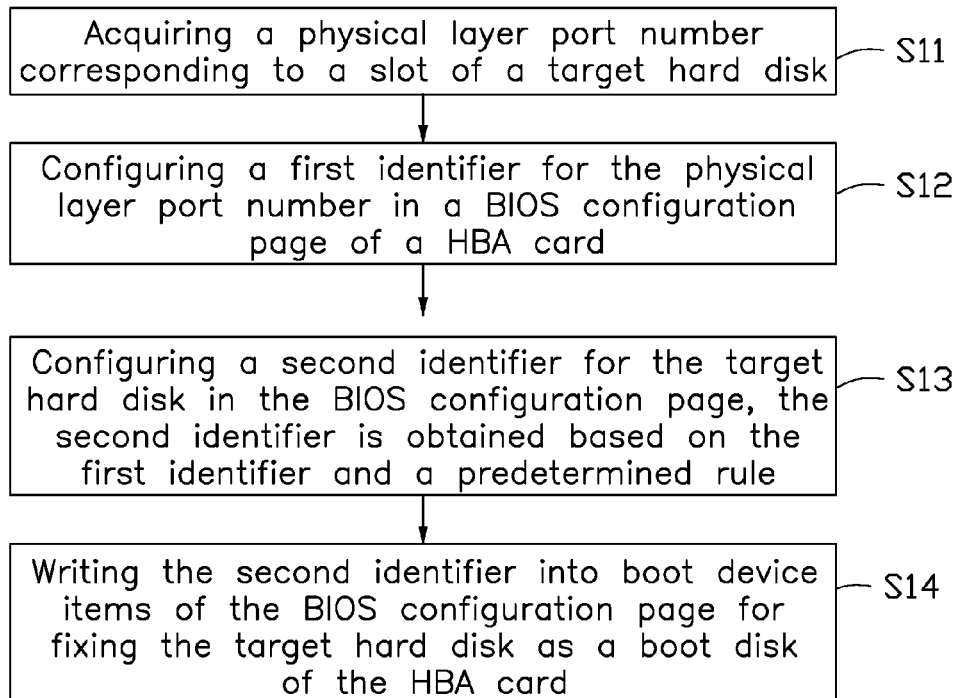 Acquiring a physical layer port number
corresponding to a slot of a target hard disk
S11
Configuring a first identifier for the physical
layer port number in a BIOS configuration
page of a HBA card
S12
Configuring a second identifier for the target
hard disk in the BIOS configuration page, the
second identifier is obtained based on the
first identifier and a predetermined rule
S13
Writing the second identifier into boot device
items of the BIOS configuration page for
fixing the target hard disk as a boot disk
of the HBA card
S14